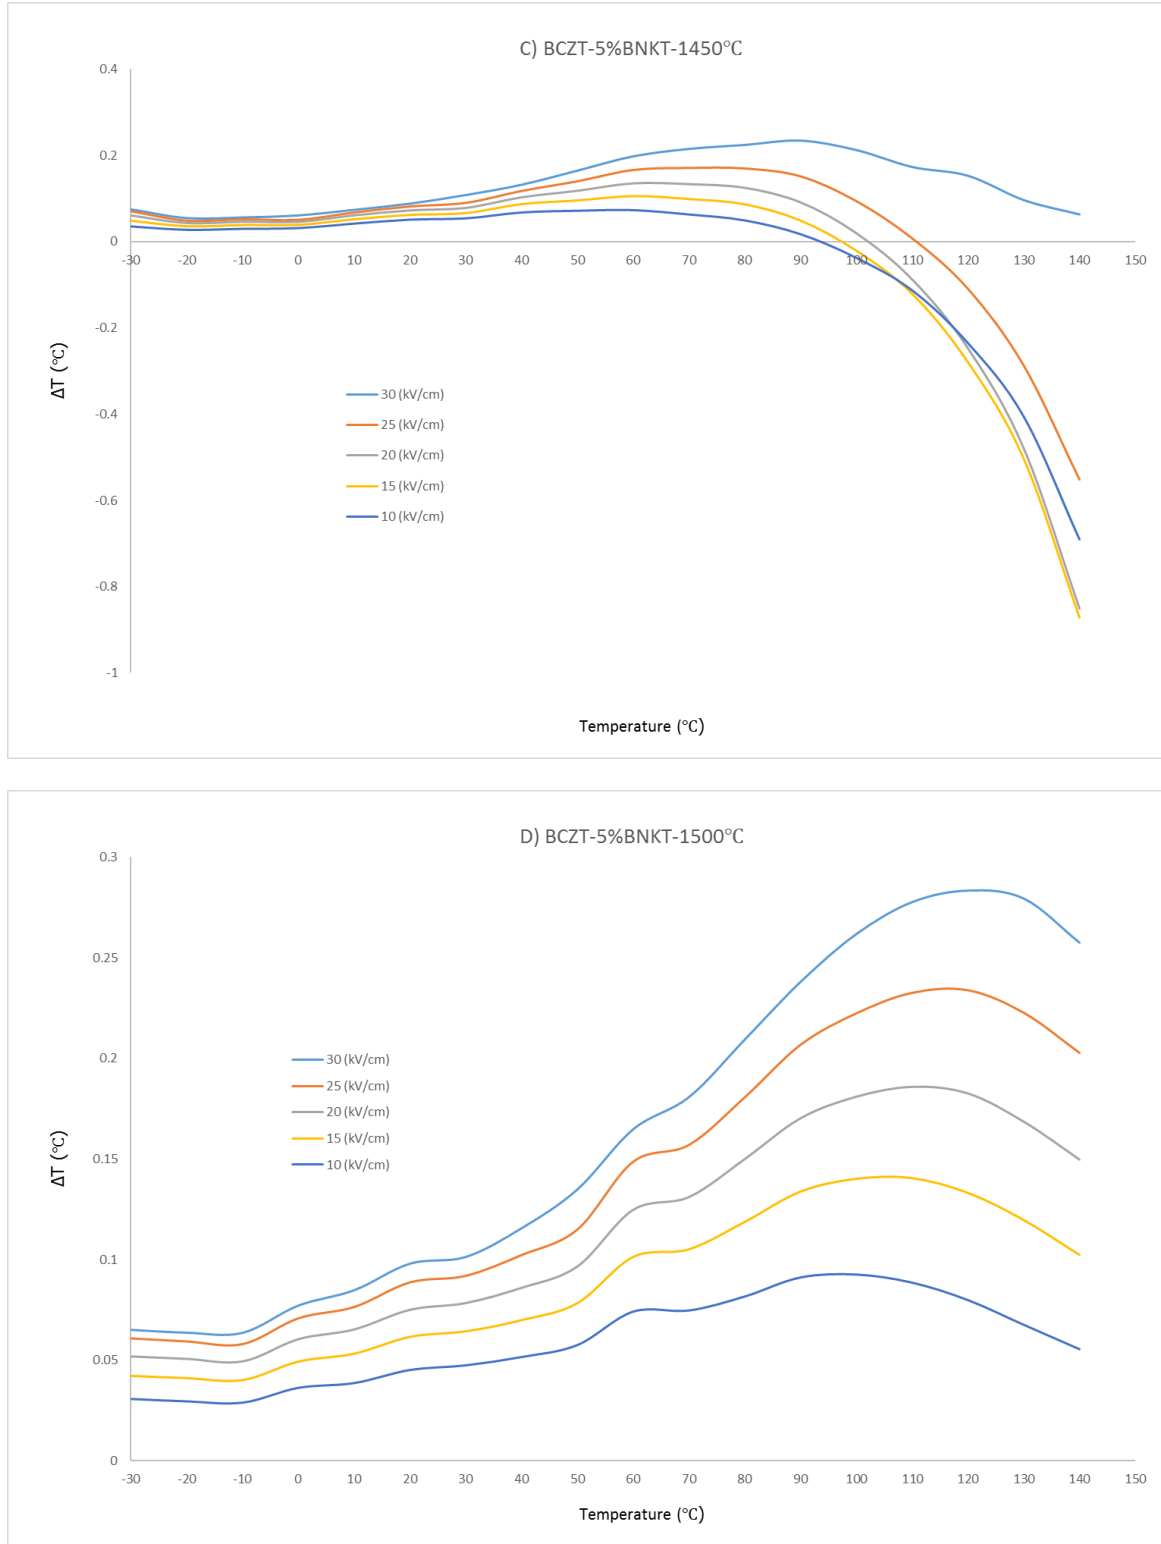 C) BCZT-5%BNKT-1450℃
0.4
0.2
0
-0.2
-0.4
-0.6
-0.8
-1
-30 -20 -10 0 10 20 30 40 50 60 70 80 90 100 110 120 130 140 150
ΔT (℃)
30 (kV/cm)
25 (kV/cm)
20 (kV/cm)
15 (kV/cm)
10 (kV/cm)
Temperature (℃)
D) BCZT-5%BNKT-1500℃
0.3
0.25
0.2
0.15
0.1
0.05
0
ΔT (℃)
30 (kV/cm)
25 (kV/cm)
20 (kV/cm)
15 (kV/cm)
10 (kV/cm)
-30 -20 -10 0 10 20 30 40 50 60 70 80 90 100 110 120 130 140 150
Temperature (℃)